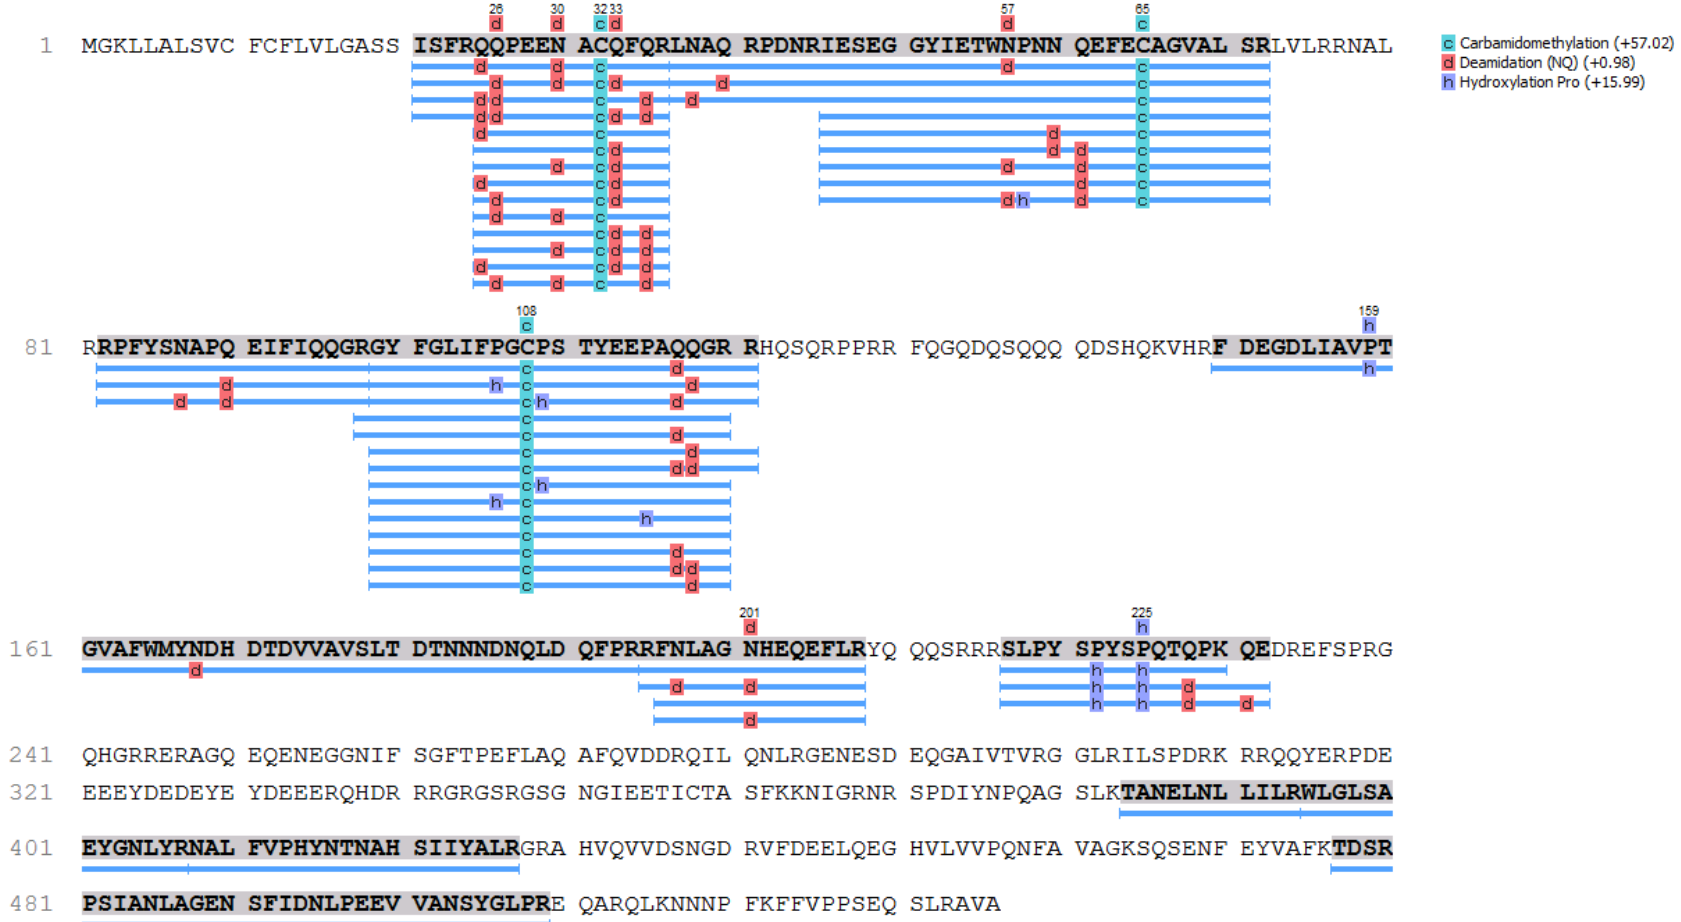 26 30 32 33 57 65
1 MGKLLALSVC FCFLVLGASS ISFRQQPEEN ACQFQRLNAQ RPDNRIESEG GYIETWNPNN QEFECAGVAL SRLVLRRNAL
d d c d d c
c Carbamidomethylation (+57.02)
d Deamidation (NQ) (+0.98)
h Hydroxylation Pro (+15.99)
d d c d c
d d c d d c
d d c d d c
d d c d d c
d c d c
c d d d c
d c d d d c
d c d d c
d c d d h d c
d d c
c d d
d c d d
d c d d
d d c d
108 159
c h
81 RRPFYSNAPQ EIFIQQGRGY FGLIFPGCPS TYEEPAQQGR RHQSQRPPRR FQGQDQSQQQ QDSHQKVHRF DEGDLIAVPT
c d h
d h c d
d d c h d
c
c d
c d
c d d
c h
h c
c h
c
c d
c d d
c d
201 225
d h
161 GVAFWMYNDH DTDVVAVSLT DTNNNDNQLD QFPRRFNLAG NHEQEFLRYQ QQSRRRSLPY SPYSPQTQPK QEDREFSPRG
d h h
d d h h d
h h d d
d
241 QHGRRERAGQ EQENEGGNIF SGFTPEFLAQ AFQVDDRQIL QNLRGENESD EQGAIVTVRG GLRILSPDRK RRQQYERPDE
321 EEEYDEDEYE YDEEERQHDR RRGRGSRGSG NGIEETICTA SFKKNIGRNR SPDIYNPQAG SLKTANELNL LILRWLGLSA
401 EYGNLYRNAL FVPHYNTNAH SIIYALRGRA HVQVVDSNGD RVFDEELQEG HVLVVPQNFA VAGKSQSENF EYVAFKTDSR
481 PSIANLAGEN SFIDNLPEEV VANSYGLPRE QARQLKNNNP FKFFVPPSEQ SLRAVA